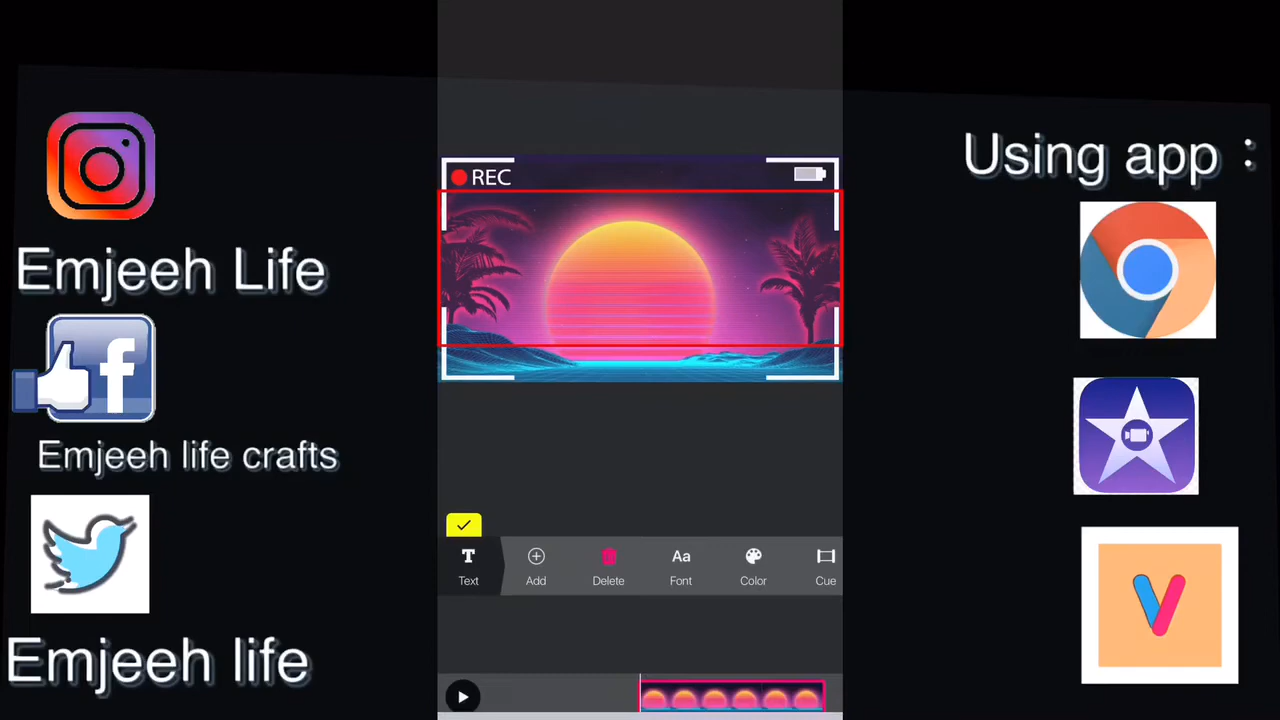 Emjeeh Life
Emjeeh life crafts
Emjeeh life
REC
Text
Add
Delete
Aa
Font
Color
Cue
Using app :